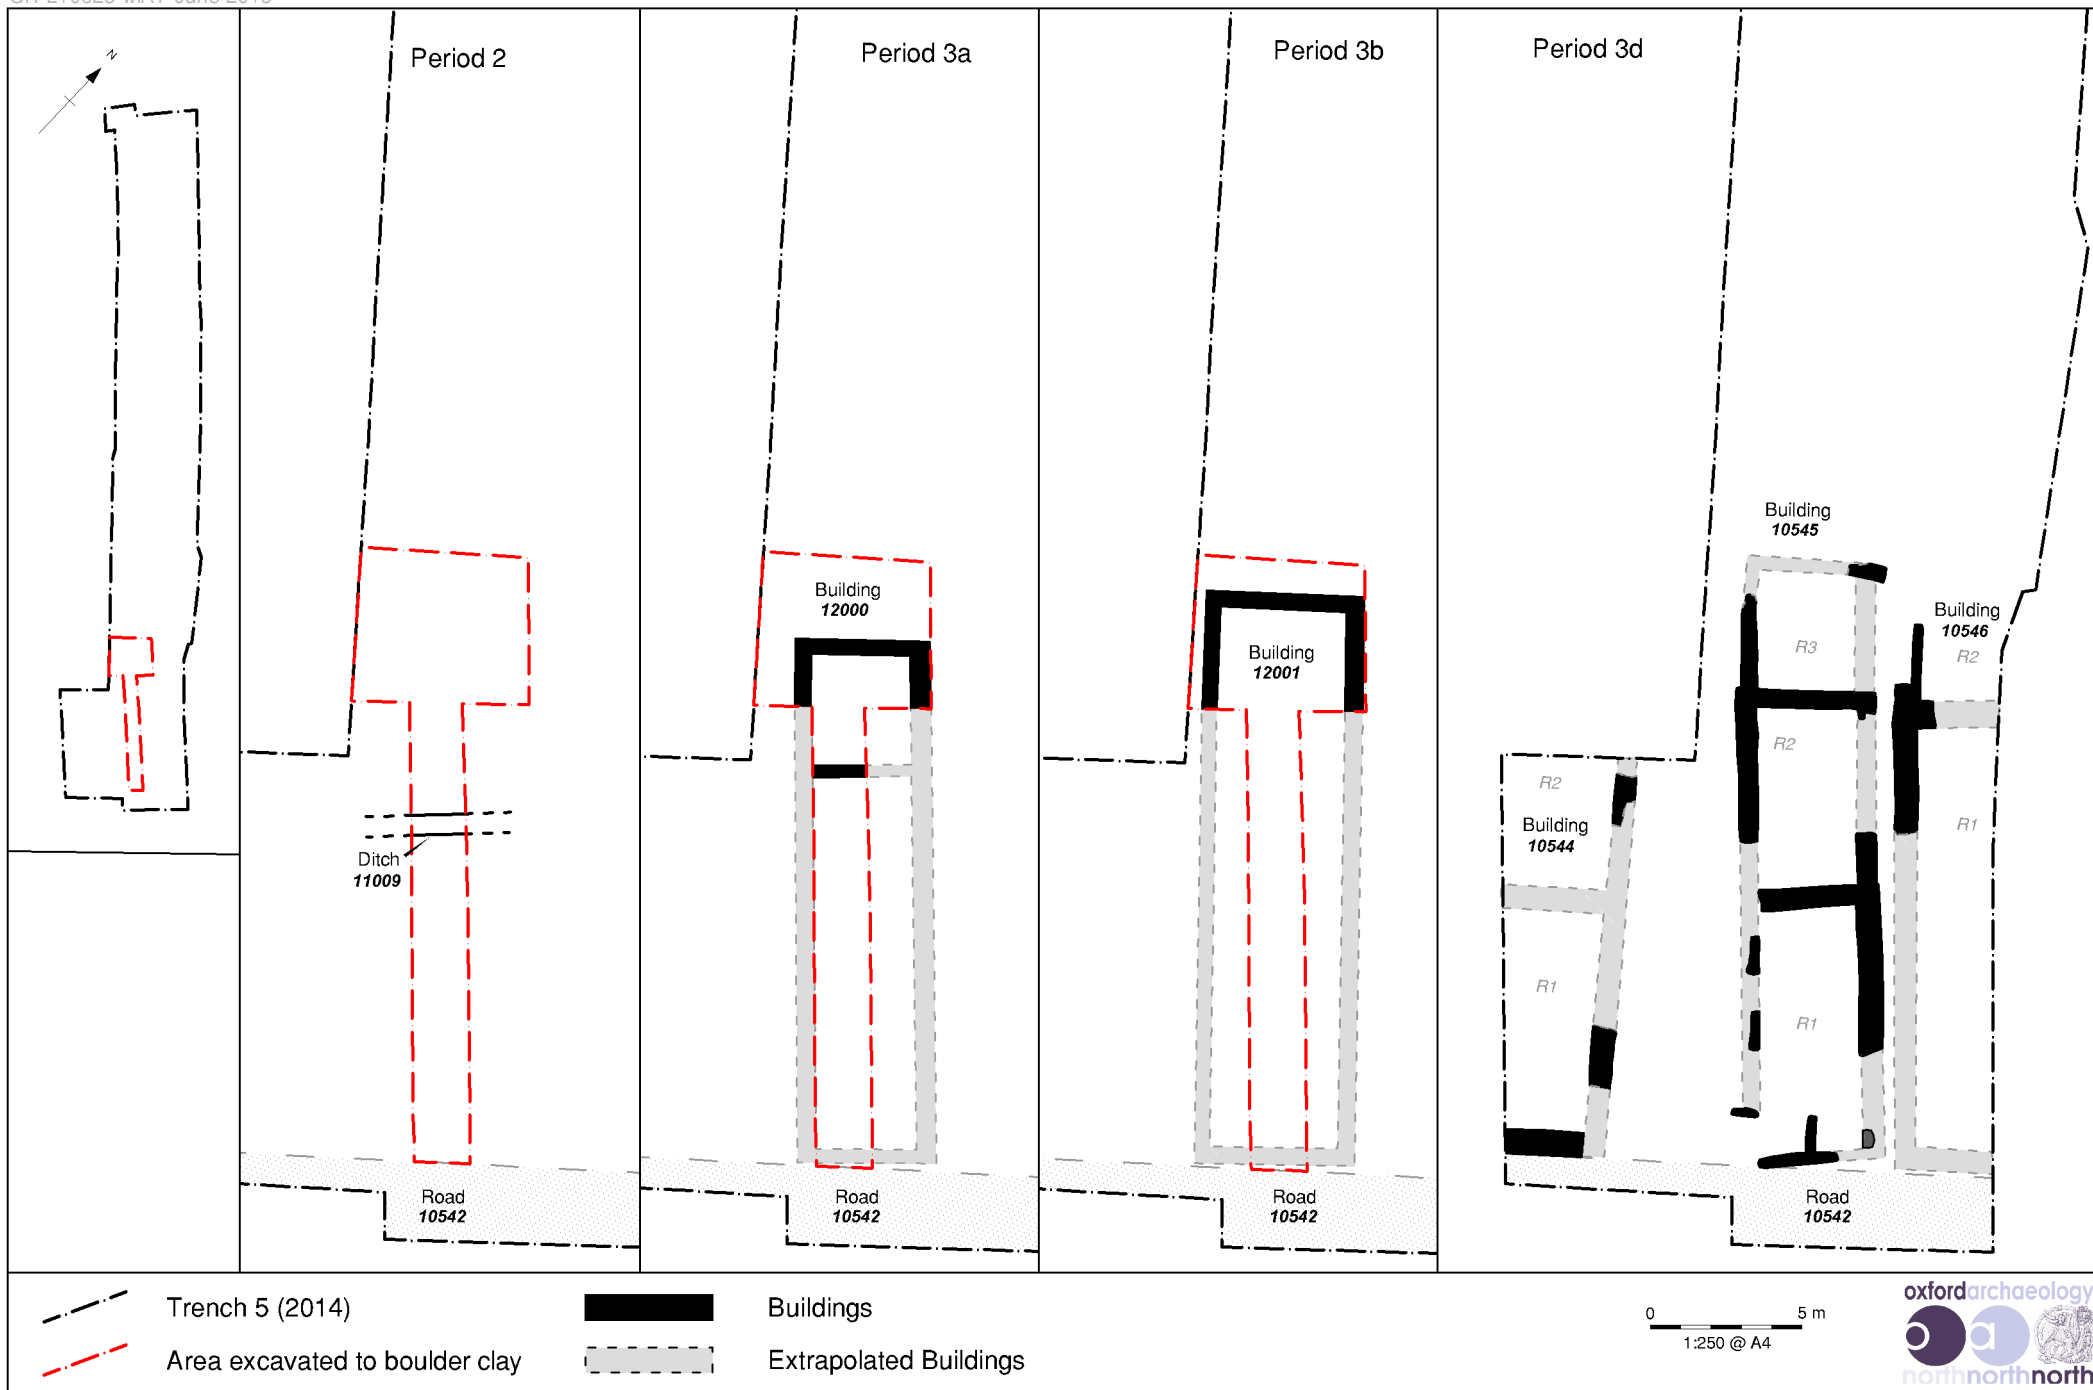 N
Period 2
Ditch
11009
Road
10542
Period 3a
Building
12000
Road
10542
Period 3b
Building
12001
Road
10542
Period 3d
Building
10545
Building
10546
R3
R2
R2
R2
Building
10544
R1
R1
R1
Road
10542
Trench 5 (2014)
Area excavated to boulder clay
Buildings
Extrapolated Buildings
0 5 m
1:250 @ A4
oxfordarchaeology
oa
northnorthnorth